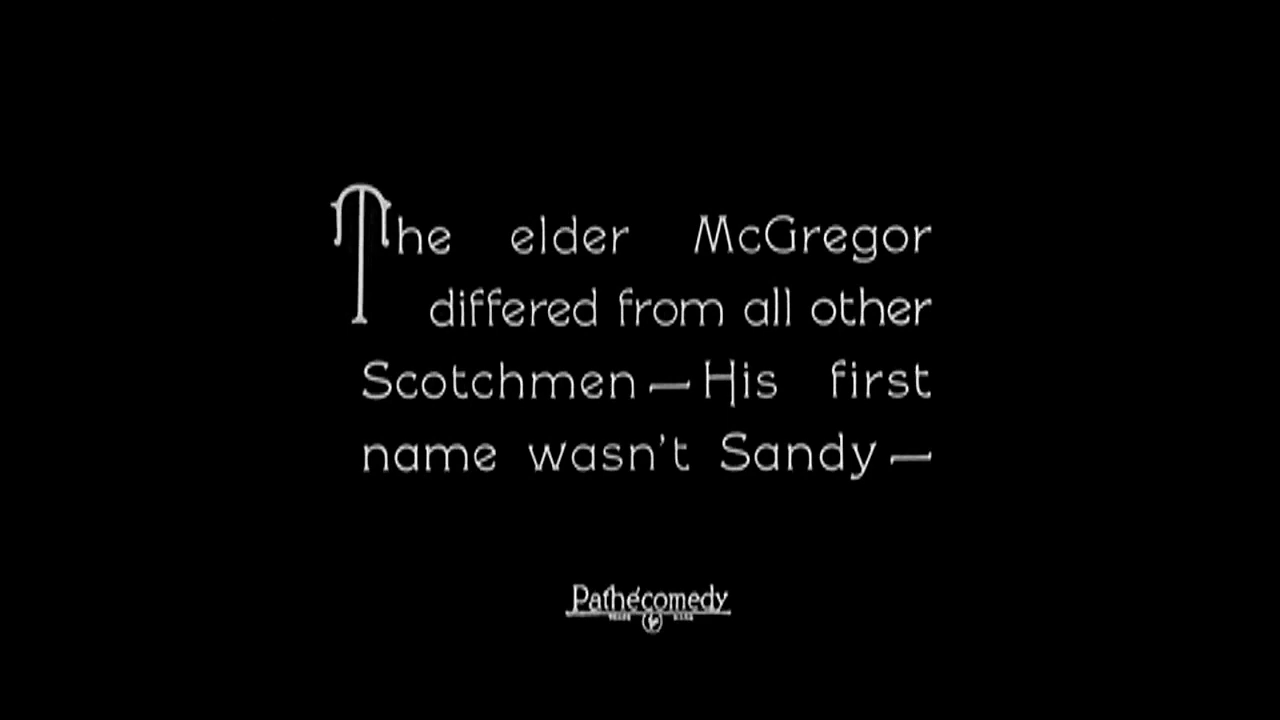 The elder McGregor
differed from all other
Scotchmen — His first
name wasn't Sandy —
Pathécomedy